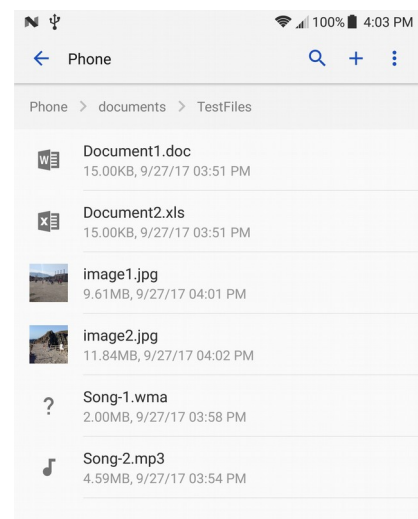 100% 4:03 PM
Phone
Phone > documents > TestFiles
Document1.doc
15.00KB, 9/27/17 03:51 PM
Document2.xls
15.00KB, 9/27/17 03:51 PM
image1.jpg
9.61MB, 9/27/17 04:01 PM
image2.jpg
11.84MB, 9/27/17 04:02 PM
?
Song-1.wma
2.00MB, 9/27/17 03:58 PM
Song-2.mp3
4.59MB, 9/27/17 03:54 PM